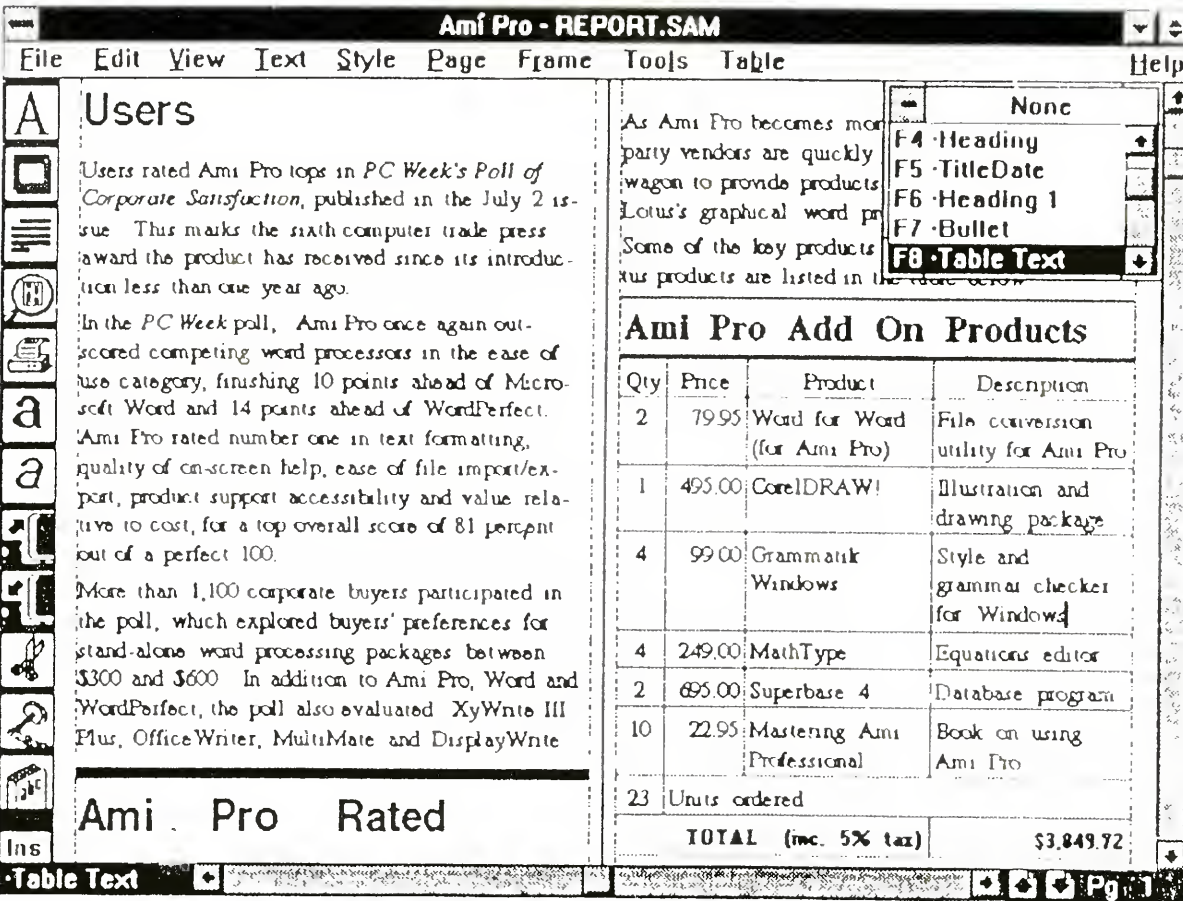 Ami Pro - REPORT.SAM
File Edit View Text Style Page Frame Tools Table Help
Users
Users rated Ami Pro tops in PC Week's Poll of
Corporate Satisfaction, published in the July 2 is-
sue This marks the sixth computer trade press
award the product has received since its introduc-
tion less than one year ago.
In the PC Week poll, Ami Pro once again out-
scored competing word processors in the ease of
use category, finishing 10 points ahead of Micro-
soft Word and 14 points ahead of WordPerfect.
Ami Pro rated number one in text formatting,
quality of on-screen help, ease of file import/ex-
port, product support accessibility and value rela-
tive to cost, for a top overall score of 81 percent
out of a perfect 100.
More than 1,100 corporate buyers participated in
the poll, which explored buyers' preferences for
stand-alone word processing packages between
$300 and $600 In addition to Ami Pro, Word and
WordPerfect, the poll also evaluated XyWrite III
Plus, OfficeWriter, MultiMate and DisplayWrite
Ami Pro Rated
As Ami Pro becomes mor
party vendors are quickly
wagon to provide products
Lotus's graphical word pr
Some of the key products
tus products are listed in the table below
None
F4 ·Heading
F5 ·TitleDate
F6 ·Heading 1
F7 ·Bullet
F8 ·Table Text
Ami Pro Add On Products
Qty Price Product Description
2 79.95 Word for Word File conversion
(for Ami Pro) utility for Ami Pro
1 495.00 CorelDRAW! Illustration and
drawing package
4 99.00 Grammatik Style and
Windows grammar checker
for Windows
4 249.00 MathType Equations editor
2 695.00 Superbase 4 Database program
10 22.95 Mastering Ami Book on using
Professional Ami Pro
23 Units ordered
TOTAL (inc. 5% tax) $3,849.72
A
a
a
abc
Ins
·Table Text Pg 1